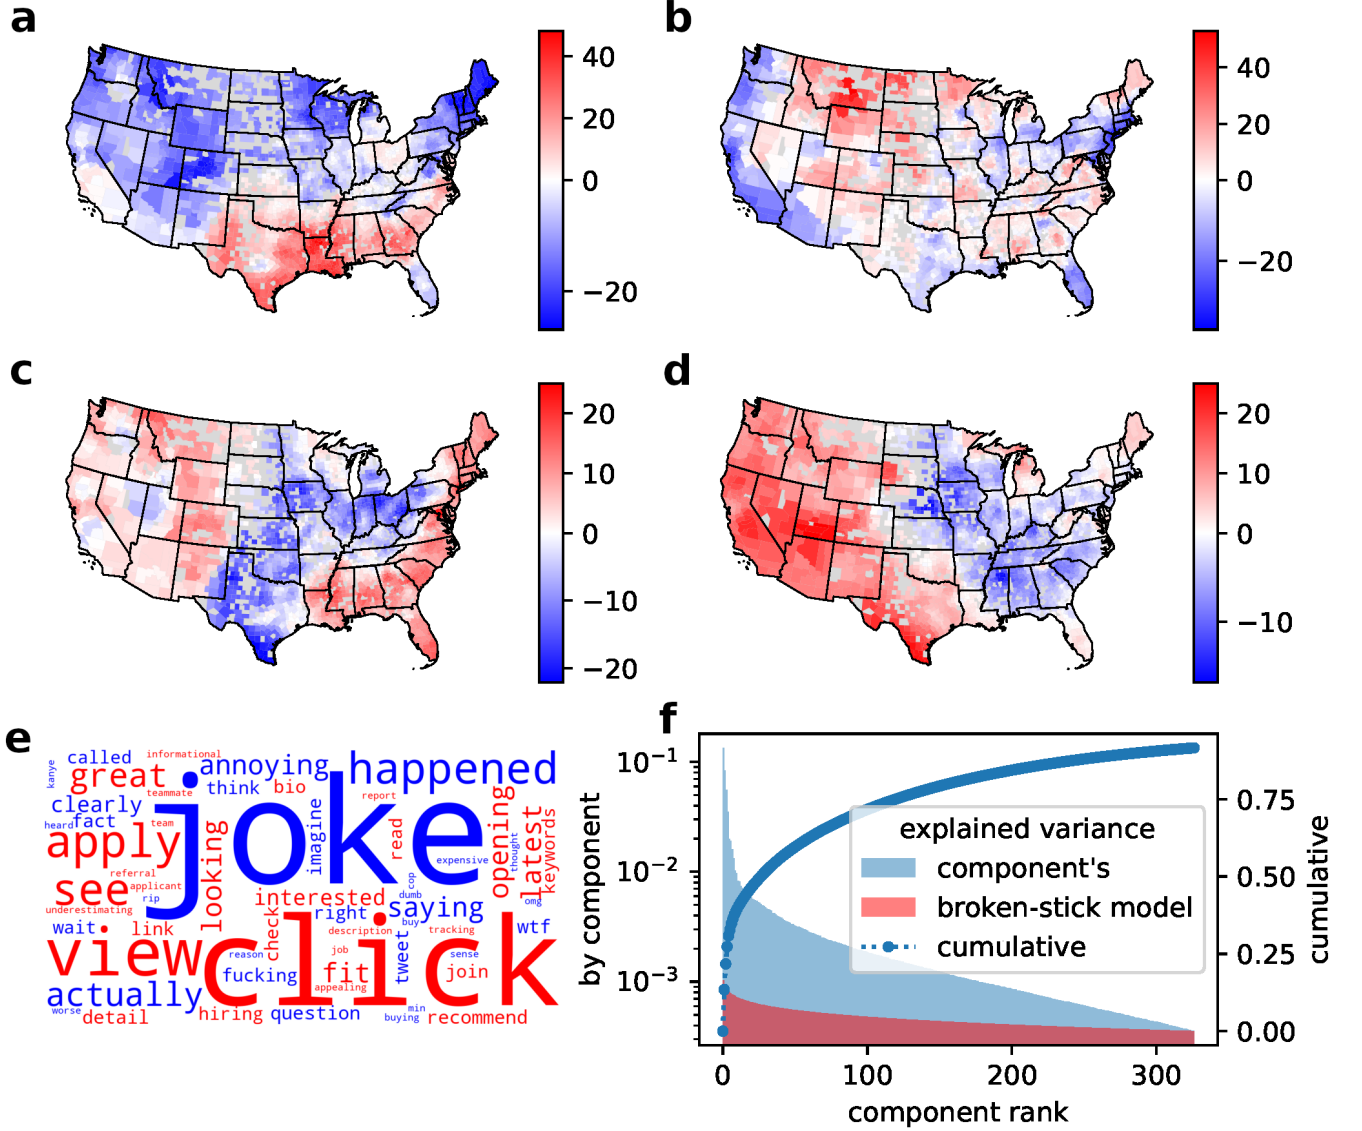 a
40
20
0
−20
b
40
20
0
−20
c
20
10
0
−10
−20
d
20
10
0
−10
e
called
informational
kanye
great
annoying
happened
teammate
think
bio
report
clearly
joke
opening
heard
fact
team
imagine
read
latest
keywords
apply
looking
expensive
thought
referral
see
applicant
rip
cop
dumb
omg
underestimating
interested
right
saying
wait
link
check
description
buy
tracking
wtf
view
click
reason
job
tweet
sense
fucking
fit
join
appealing
actually
worse
detail
hiring
question
min
buying
recommend
f
10⁻¹
10⁻²
10⁻³
by component
explained variance
component's
broken-stick model
cumulative
0.75
0.50
0.25
0.00
cumulative
0
100
200
300
component rank